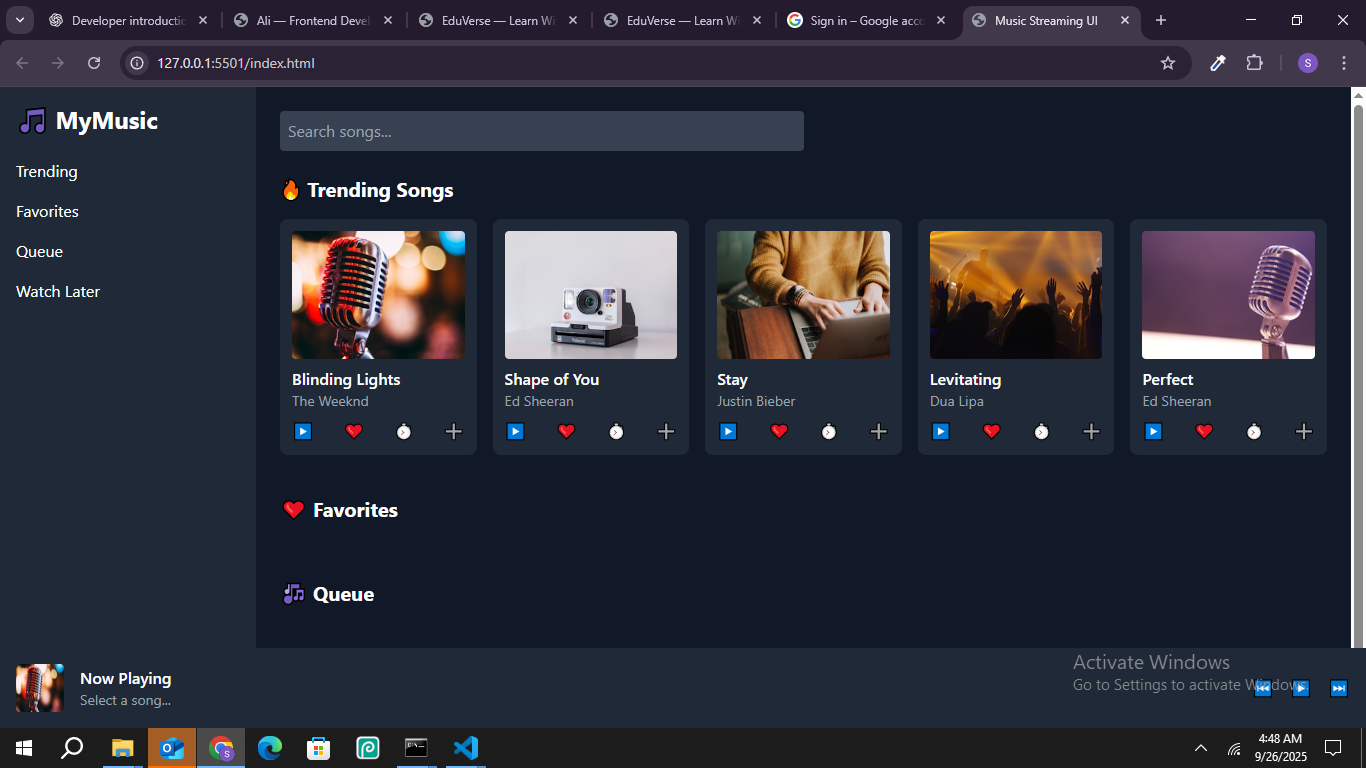 Developer introductio
Ali — Frontend Devel
EduVerse — Learn Wi
EduVerse — Learn Wi
Sign in – Google acco
Music Streaming UI
127.0.0.1:5501/index.html
S
MyMusic
Trending
Favorites
Queue
Watch Later
Search songs...
Trending Songs
Blinding Lights
The Weeknd
Shape of You
Ed Sheeran
Stay
Justin Bieber
Levitating
Dua Lipa
Perfect
Ed Sheeran
Favorites
Queue
Now Playing
Select a song...
Activate Windows
Go to Settings to activate Windows.
4:48 AM
9/26/2025